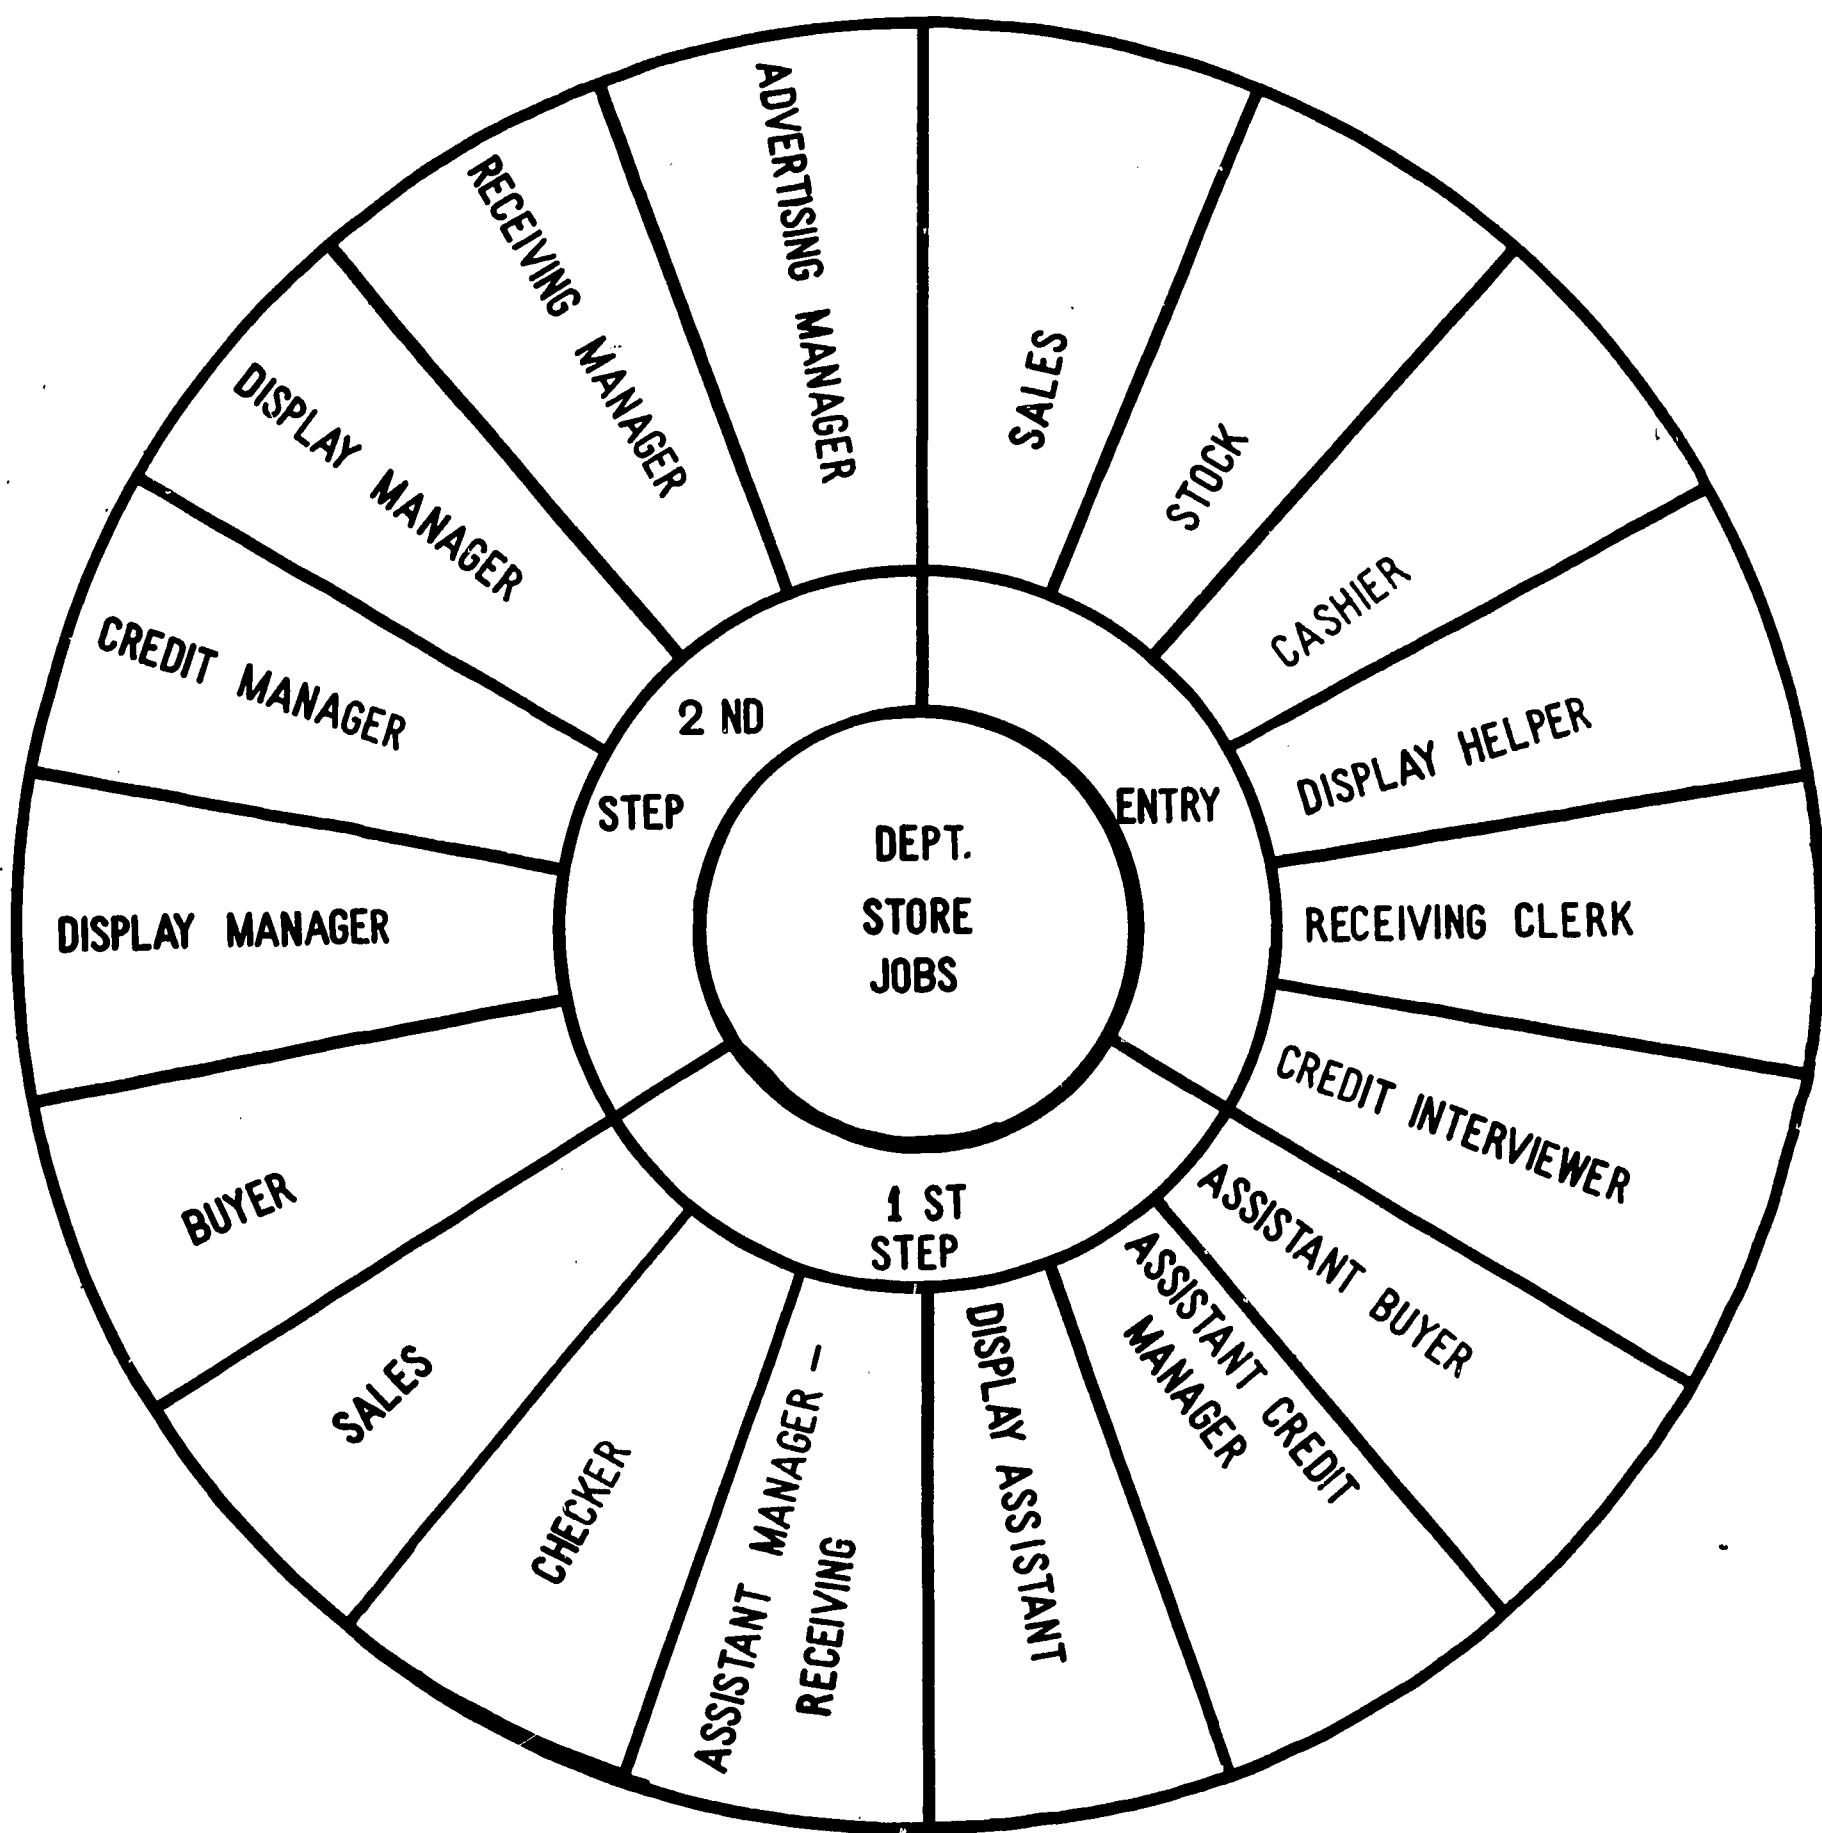 DEPT.
STORE
JOBS
ENTRY
SALES
STOCK
CASHIER
DISPLAY HELPER
RECEIVING CLERK
CREDIT INTERVIEWER
1 ST
STEP
ASSISTANT BUYER
ASSISTANT CREDIT
MANAGER
DISPLAY ASSISTANT
ASSISTANT MANAGER –
RECEIVING
CHECKER
SALES
2 ND
STEP
BUYER
DISPLAY MANAGER
CREDIT MANAGER
DISPLAY MANAGER
RECEIVING MANAGER
ADVERTISING MANAGER